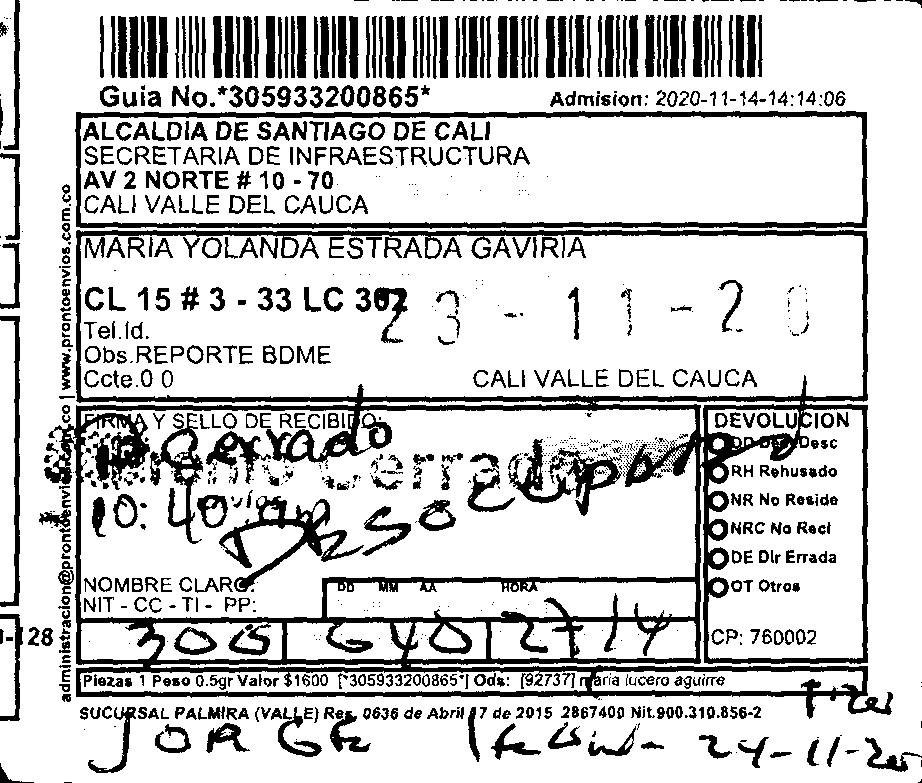 Guia No.*305933200865*
Admision: 2020-11-14-14:14:06
ALCALDIA DE SANTIAGO DE CALI
SECRETARIA DE INFRAESTRUCTURA
AV 2 NORTE # 10 - 70
CALI VALLE DEL CAUCA
MARIA YOLANDA ESTRADA GAVIRIA
CL 15 # 3 - 33 LC 302
23-11-20
Tel.Id.
Obs.REPORTE BDME
Ccte.0 0
CALI VALLE DEL CAUCA
administracion@prontoenvios.com.co | www.prontoenvios.com.co
FIRMA Y SELLO DE RECIBIDO:
Cerrado
Cerrado
10:40
Desocupado
NOMBRE CLARO:
NIT - CC - TI - PP:
DD MM AA HORA
DEVOLUCION
Desc
RH Rehusado
NR No Reside
NRC No Recl
DE Dir Errada
OT Otros
CP: 760002
128
Piezas 1 Peso 0.5gr Valor $1600 [*305933200865*] Ods: [92737] maria lucero aguirre
SUCURSAL PALMIRA (VALLE) Res. 0636 de Abril 17 de 2015 2867400 Nit.900.310.856-2
JORGE
24-11-